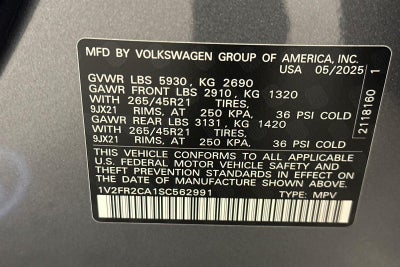 MFD BY VOLKSWAGEN GROUP OF AMERICA, INC.
USA 05/2025
GVWR LBS 5930, KG 2690
GAWR FRONT LBS 2910, KG 1320
WITH 265/45R21 TIRES,
9JX21 RIMS, AT 250 KPA, 36 PSI COLD
GAWR REAR LBS 3131, KG 1420
WITH 265/45R21 TIRES,
9JX21 RIMS, AT 250 KPA, 36 PSI COLD
THIS VEHICLE CONFORMS TO ALL APPLICABLE
U.S. FEDERAL MOTOR VEHICLE SAFETY AND
THEFT PREVENTION STANDARDS IN EFFECT ON THE
DATE OF MANUFACTURE SHOWN ABOVE.
1V2FR2CA1SC562991 TYPE: MPV
2118160 1